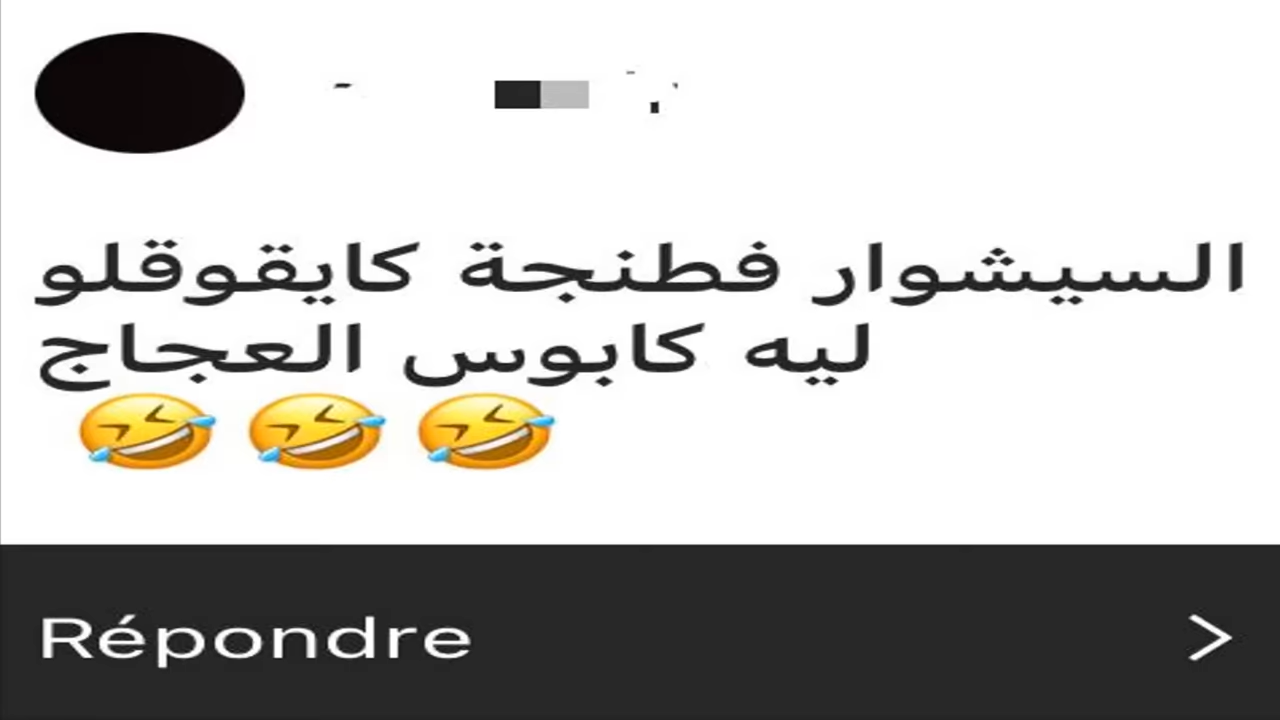 السيشوار فطنجة كايقوقلو
ليه كابوس العجاج
🤣 🤣 🤣
Répondre